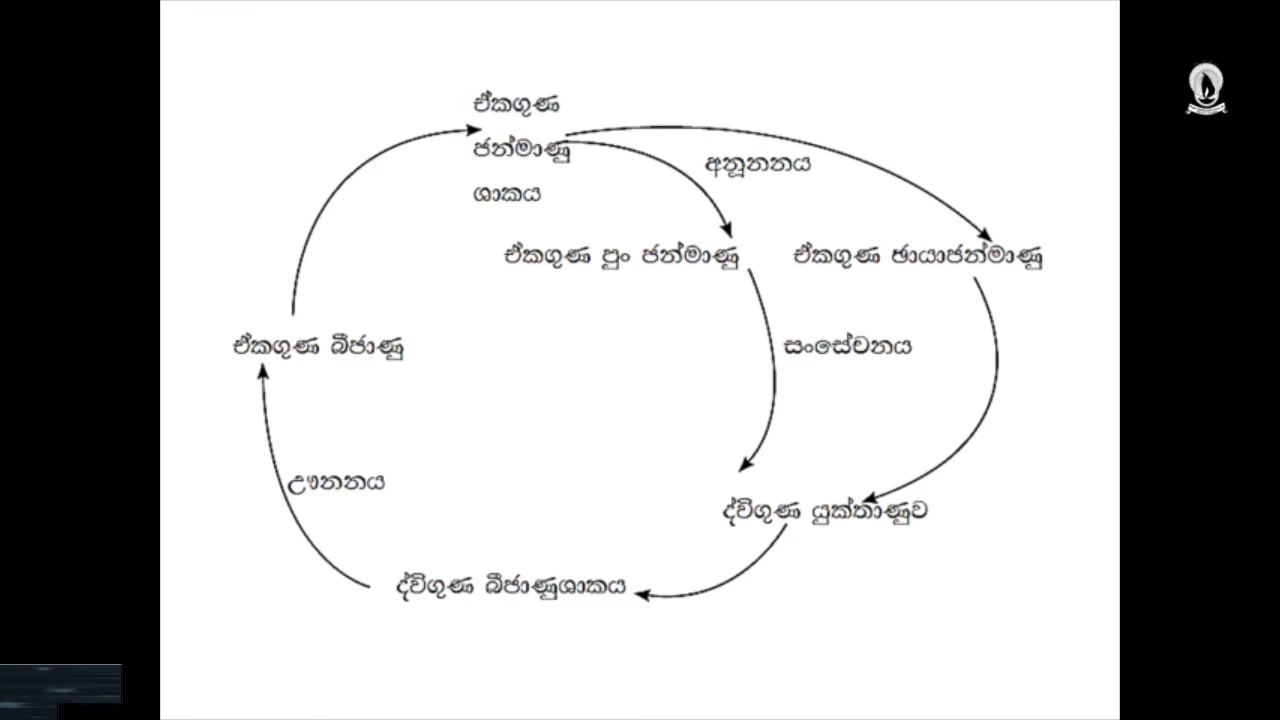 ඒකගුණ
ජන්මාණු
ශාකය
අනූනනය
ඒකගුණ පුං ජන්මාණු
ඒකගුණ ඡායාජන්මාණු
ඒකගුණ බීජාණු
සංසේචනය
ඌනනය
ද්විගුණ යුක්තාණුව
ද්විගුණ බීජාණුශාකය